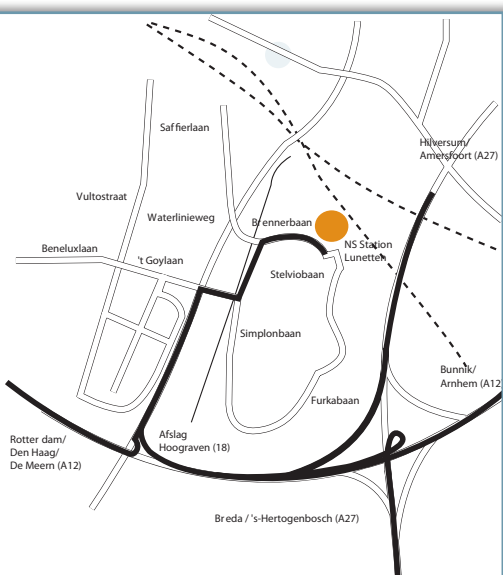 Saffierlaan
Hilversum/
Amersfoort (A27)
Vultostraat
Waterlinieweg
Brennerbaan
Beneluxlaan
't Goylaan
NS Station
Lunetten
Stelviobaan
Simplonbaan
Bunnik/
Arnhem (A12
Furkabaan
Rotter dam/
Den Haag/
De Meern (A12)
Afslag
Hoograven (18)
Breda / 's-Hertogenbosch (A27)